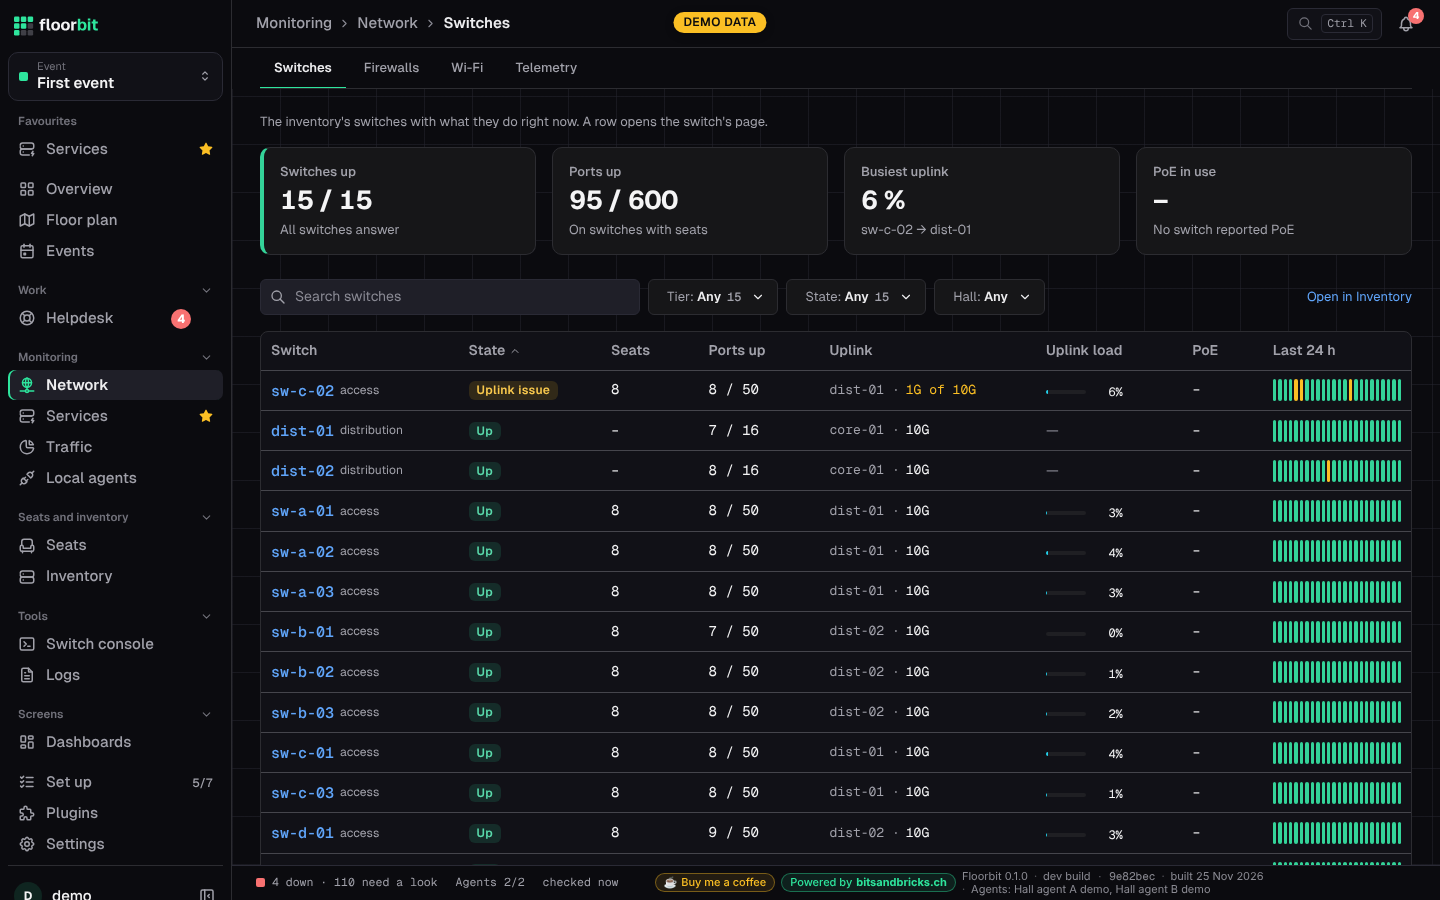 floorbit
Monitoring > Network > Switches
DEMO DATA
Ctrl K
4
Event
First event
Favourites
Services
Overview
Floor plan
Events
Work
Helpdesk 4
Monitoring
Network
Services
Traffic
Local agents
Seats and inventory
Seats
Inventory
Tools
Switch console
Logs
Screens
Dashboards
Set up 5/7
Plugins
Settings
D demo
Switches Firewalls Wi-Fi Telemetry
The inventory's switches with what they do right now. A row opens the switch's page.
Switches up
15 / 15
All switches answer
Ports up
95 / 600
On switches with seats
Busiest uplink
6 %
sw-c-02 → dist-01
PoE in use
–
No switch reported PoE
Search switches
Tier: Any 15
State: Any 15
Hall: Any
Open in Inventory
Switch State Seats Ports up Uplink Uplink load PoE Last 24 h
sw-c-02 access Uplink issue 8 8 / 50 dist-01 · 1G of 10G 6% –
dist-01 distribution Up – 7 / 16 core-01 · 10G — –
dist-02 distribution Up – 8 / 16 core-01 · 10G — –
sw-a-01 access Up 8 8 / 50 dist-01 · 10G 3% –
sw-a-02 access Up 8 8 / 50 dist-01 · 10G 4% –
sw-a-03 access Up 8 8 / 50 dist-01 · 10G 3% –
sw-b-01 access Up 8 7 / 50 dist-02 · 10G 0% –
sw-b-02 access Up 8 8 / 50 dist-02 · 10G 1% –
sw-b-03 access Up 8 8 / 50 dist-02 · 10G 2% –
sw-c-01 access Up 8 8 / 50 dist-01 · 10G 4% –
sw-c-03 access Up 8 8 / 50 dist-01 · 10G 1% –
sw-d-01 access Up 8 9 / 50 dist-02 · 10G 3% –
4 down · 110 need a look Agents 2/2 checked now
☕ Buy me a coffee
Powered by bitsandbricks.ch
Floorbit 0.1.0 · dev build · 9e82bec · built 25 Nov 2026
· Agents: Hall agent A demo, Hall agent B demo